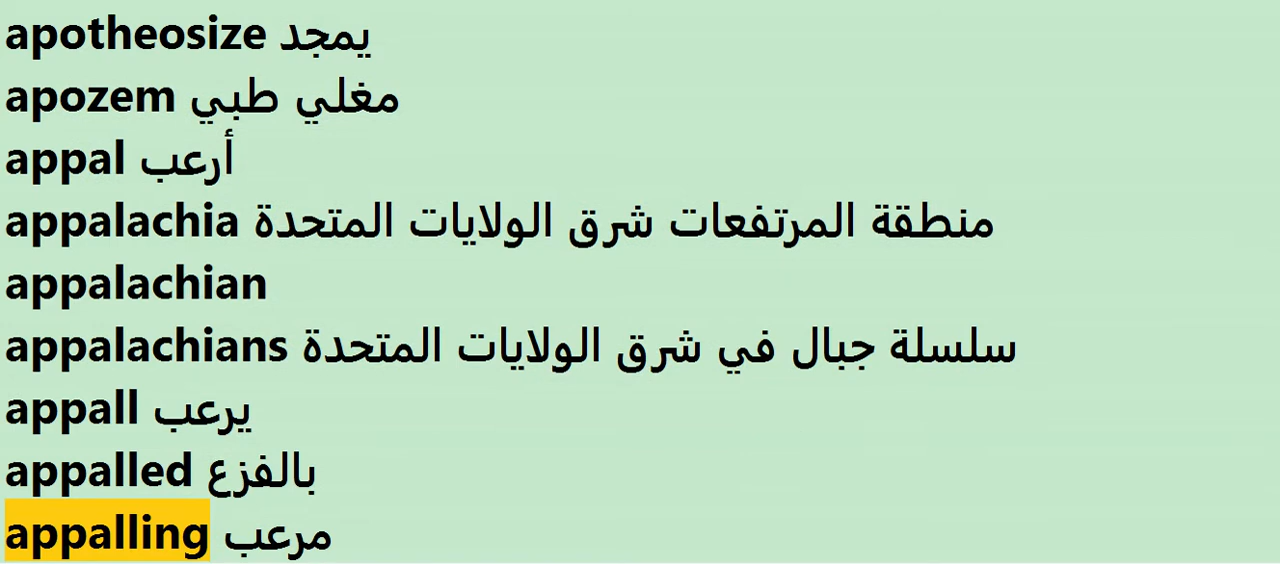 apotheosize يمجد
apozem مغلي طبي
appal أرعب
appalachia منطقة المرتفعات شرق الولايات المتحدة
appalachian
appalachians سلسلة جبال في شرق الولايات المتحدة
appall يرعب
appalled بالفزع
appalling مرعب